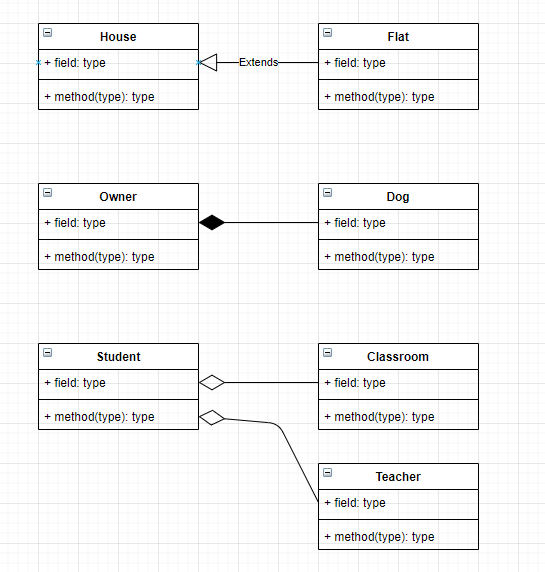 House
+ field: type
+ method(type): type
Extends
Flat
+ field: type
+ method(type): type
Owner
+ field: type
+ method(type): type
Dog
+ field: type
+ method(type): type
Student
+ field: type
+ method(type): type
Classroom
+ field: type
+ method(type): type
Teacher
+ field: type
+ method(type): type